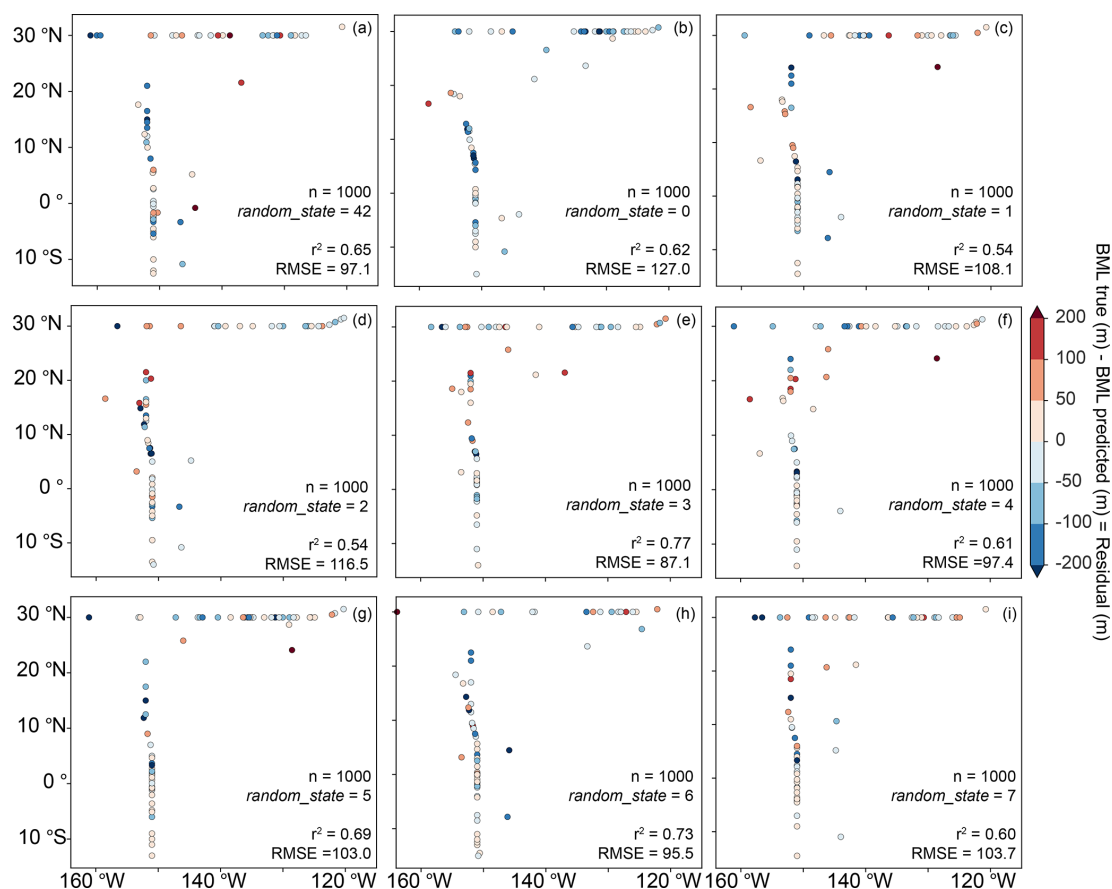 (a)
30 °N
20 °N
10 °N
0 °
10 °S
n = 1000
random_state = 42
r² = 0.65
RMSE = 97.1
(b)
n = 1000
random_state = 0
r² = 0.62
RMSE = 127.0
(c)
n = 1000
random_state = 1
r² = 0.54
RMSE =108.1
(d)
30 °N
20 °N
10 °N
0 °
10 °S
n = 1000
random_state = 2
r² = 0.54
RMSE = 116.5
(e)
n = 1000
random_state = 3
r² = 0.77
RMSE = 87.1
(f)
n = 1000
random_state = 4
r² = 0.61
RMSE =97.4
(g)
30 °N
20 °N
10 °N
0 °
10 °S
n = 1000
random_state = 5
r² = 0.69
RMSE =103.0
160 °W
140 °W
120 °W
(h)
n = 1000
random_state = 6
r² = 0.73
RMSE = 95.5
160 °W
140 °W
120 °W
(i)
n = 1000
random_state = 7
r² = 0.60
RMSE = 103.7
160 °W
140 °W
120 °W
200
100
50
0
-50
-100
-200
BML true (m) - BML predicted (m) = Residual (m)